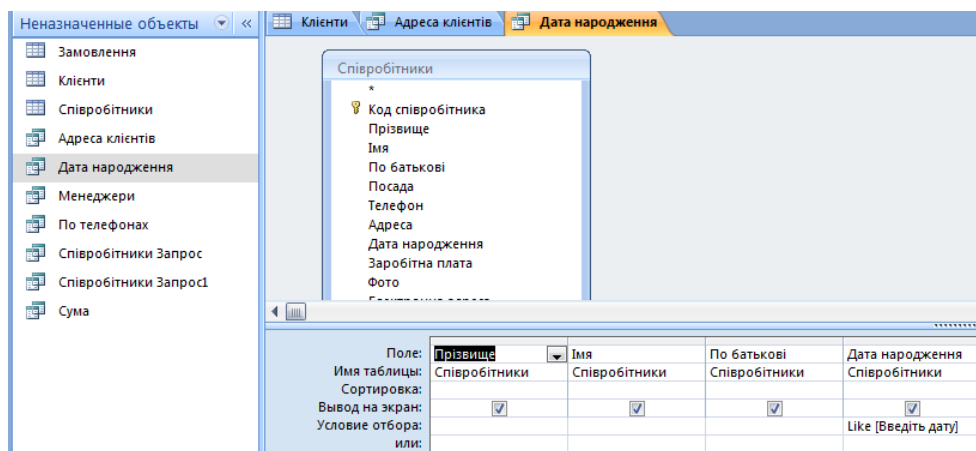 Неназначенные объекты
Замовлення
Клієнти
Співробітники
Адреса клієнтів
Дата народження
Менеджери
По телефонах
Співробітники Запрос
Співробітники Запрос1
Сума
Клієнти Адреса клієнтів Дата народження
Співробітники
*
Код співробітника
Прізвище
Імя
По батькові
Посада
Телефон
Адреса
Дата народження
Заробітна плата
Фото
Поле: Прізвище Імя По батькові Дата народження
Имя таблицы: Співробітники Співробітники Співробітники Співробітники
Сортировка:
Вывод на экран:
Условие отбора: Like [Введіть дату]
или: